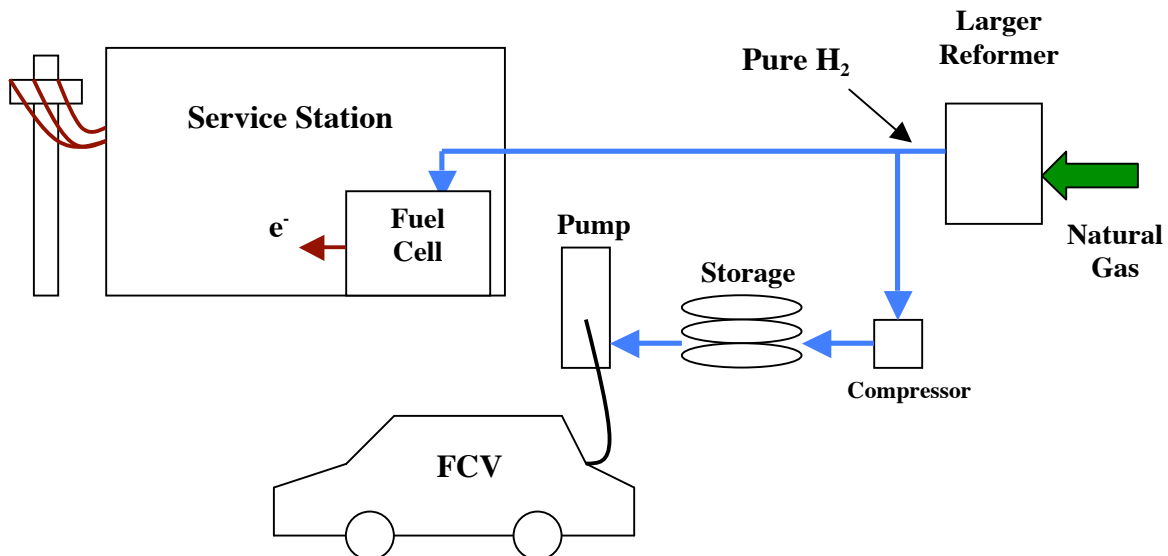 Larger
Reformer
Pure H₂
Service Station
Fuel
Cell
e⁻
Pump
Natural
Gas
Storage
Compressor
FCV